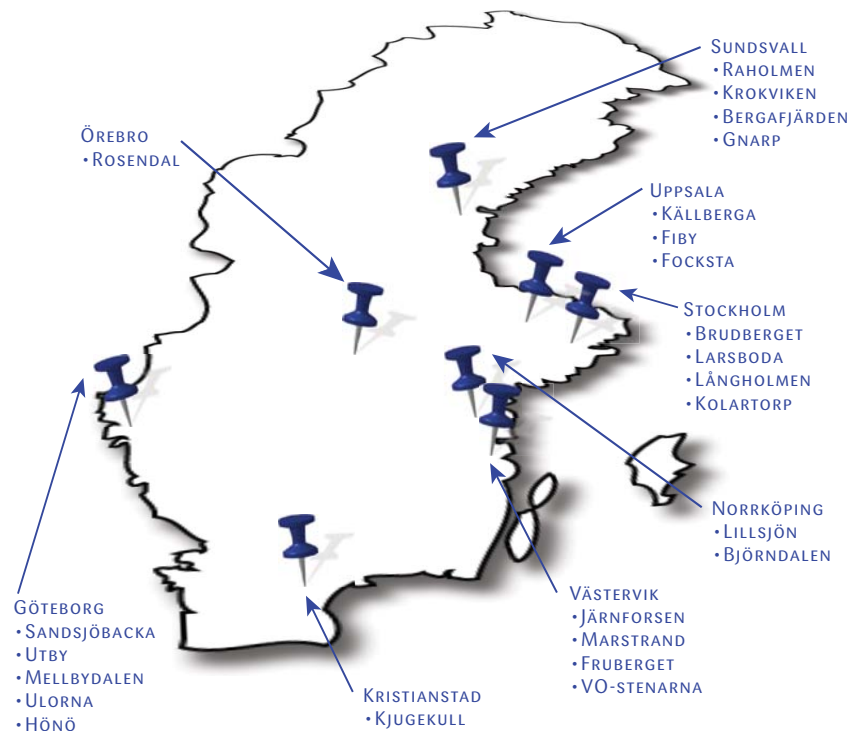 SUNDSVALL
•RAHOLMEN
•KROKVIKEN
•BERGAFJÄRDEN
•GNARP
ÖREBRO
•ROSENDAL
UPPSALA
•KÄLLBERGA
•FIBY
•FOCKSTA
STOCKHOLM
•BRUDBERGET
•LARSBODA
•LÅNGHOLMEN
•KOLARTORP
NORRKÖPING
•LILLSJÖN
•BJÖRNDALEN
VÄSTERVIK
•JÄRNFORSEN
•MARSTRAND
•FRUBERGET
•VO-STENARNA
GÖTEBORG
•SANDSJÖBACKA
•UTBY
•MELLBYDALEN
•ULORNA
•HÖNÖ
KRISTIANSTAD
•KJUGEKULL